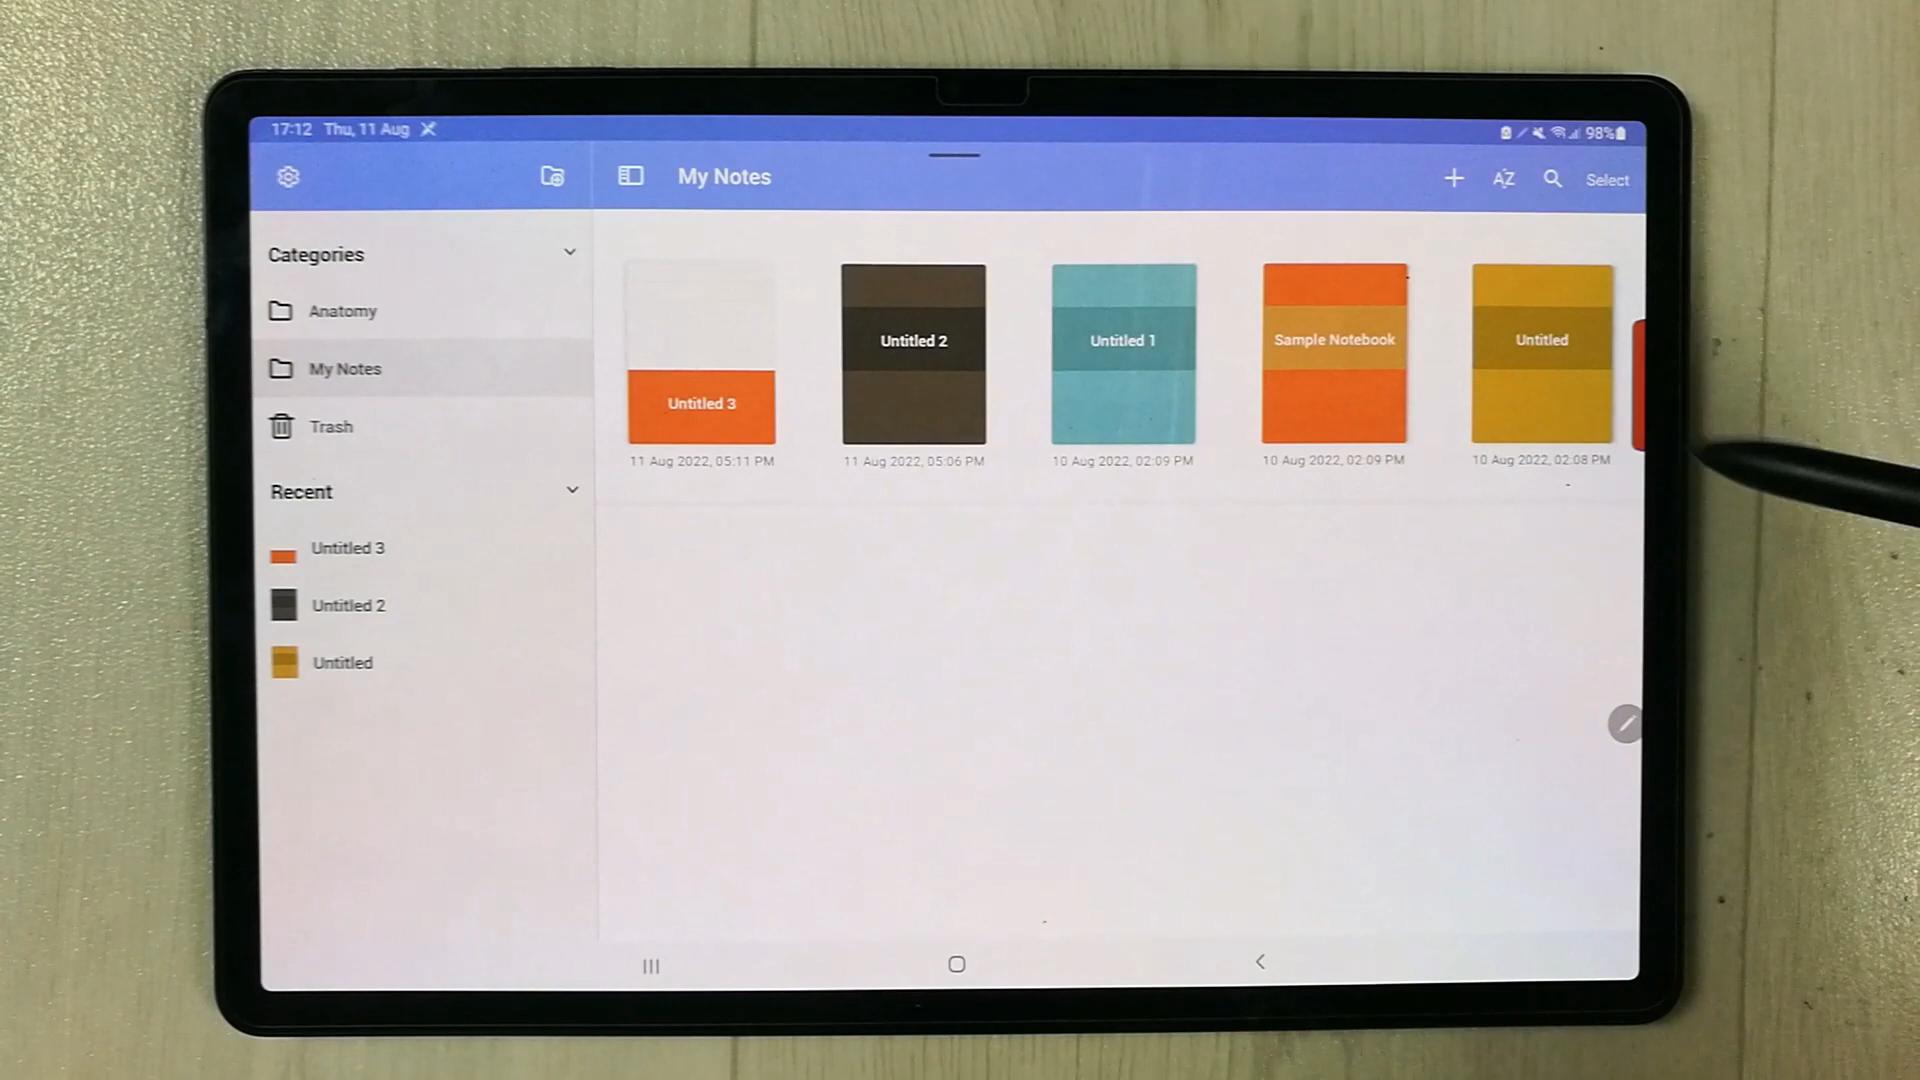 17:12 Thu, 11 Aug
98%
My Notes
AZ
Select
Categories
Anatomy
My Notes
Trash
Recent
Untitled 3
Untitled 2
Untitled
Untitled 3
11 Aug 2022, 05:11 PM
Untitled 2
11 Aug 2022, 05:06 PM
Untitled 1
10 Aug 2022, 02:09 PM
Sample Notebook
10 Aug 2022, 02:09 PM
Untitled
10 Aug 2022, 02:08 PM